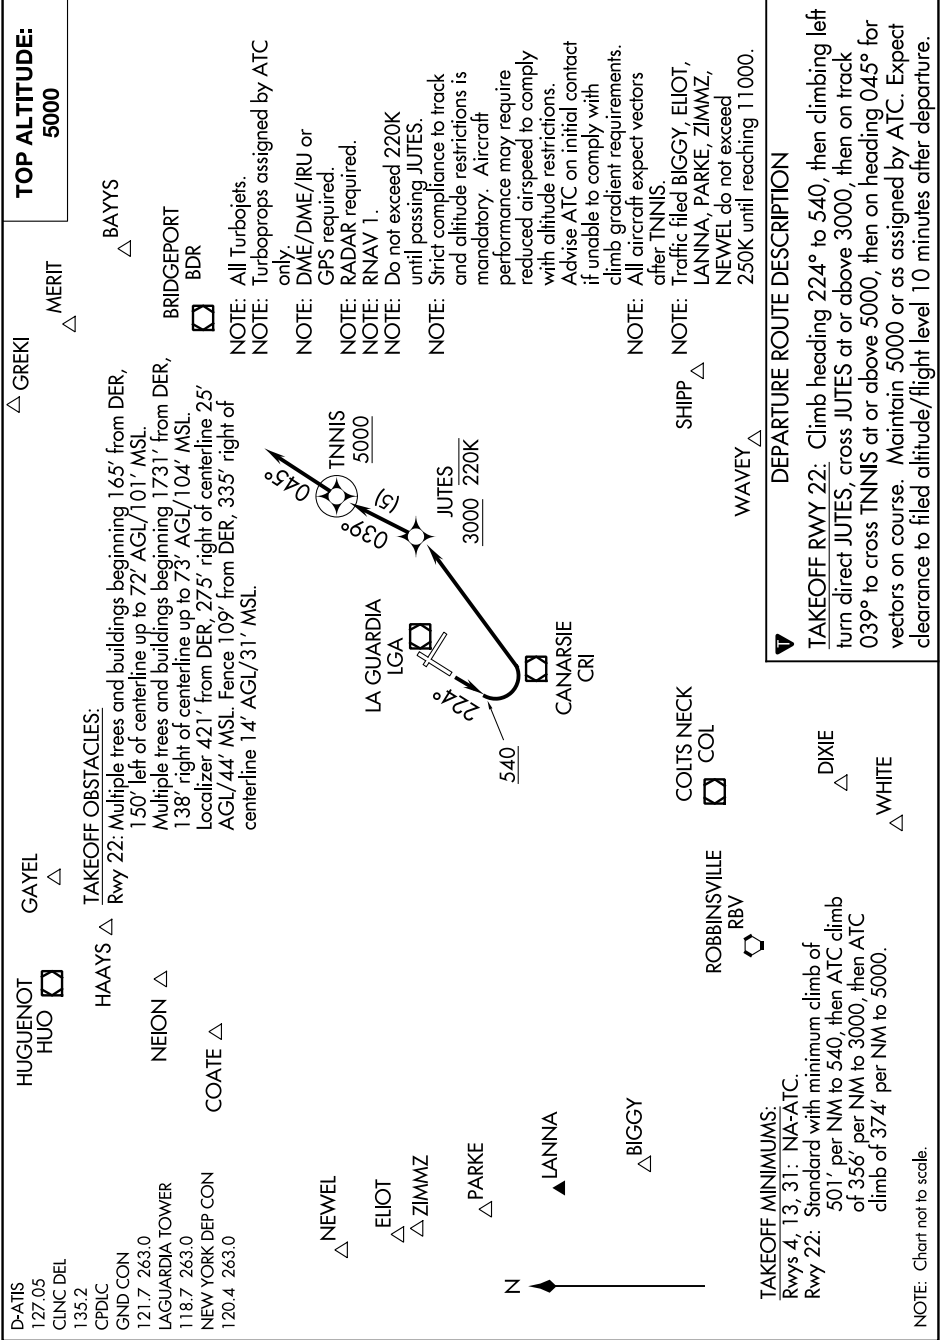 TOP ALTITUDE:
5000
D-ATIS
127.05
CLNC DEL
135.2
CPDLC
GND CON
121.7 263.0
LAGUARDIA TOWER
118.7 263.0
NEW YORK DEP CON
120.4 263.0
HUGUENOT
HUO
GAYEL
HAAYS
NEION
COATE
GREKI
MERIT
BAYYS
BRIDGEPORT
BDR
TAKEOFF OBSTACLES:
Rwy 22: Multiple trees and buildings beginning 165' from DER,
150' left of centerline up to 72' AGL/101' MSL.
Multiple trees and buildings beginning 1731' from DER,
138' right of centerline up to 73' AGL/104' MSL.
Localizer 421' from DER, 275' right of centerline 25'
AGL/44' MSL. Fence 109' from DER, 335' right of
centerline 14' AGL/31' MSL.
NOTE: All Turbojets.
NOTE: Turboprops assigned by ATC
only.
NOTE: DME/DME/IRU or
GPS required.
NOTE: RADAR required.
NOTE: RNAV 1.
NOTE: Do not exceed 220K
until passing JUTES.
NOTE: Strict compliance to track
and altitude restrictions is
mandatory. Aircraft
performance may require
reduced airspeed to comply
with altitude restrictions.
Advise ATC on initial contact
if unable to comply with
climb gradient requirements.
NOTE: All aircraft expect vectors
after TNNIS.
NOTE: Traffic filed BIGGY, ELIOT,
LANNA, PARKE, ZIMMZ,
NEWEL do not exceed
250K until reaching 11000.
045°
TNNIS
5000
(5)
039°
JUTES
3000 220K
LA GUARDIA
LGA
224°
540
CANARSIE
CRI
NEWEL
ELIOT
ZIMMZ
PARKE
LANNA
BIGGY
N
SHIPP
WAVEY
COLTS NECK
COL
ROBBINSVILLE
RBV
DIXIE
WHITE
TAKEOFF MINIMUMS:
Rwys 4, 13, 31: NA-ATC.
Rwy 22: Standard with minimum climb of
501' per NM to 540, then ATC climb
of 356' per NM to 3000, then ATC
climb of 374' per NM to 5000.
NOTE: Chart not to scale.
T
DEPARTURE ROUTE DESCRIPTION
TAKEOFF RWY 22: Climb heading 224° to 540, then climbing left
turn direct JUTES, cross JUTES at or above 3000, then on track
039° to cross TNNIS at or above 5000, then on heading 045° for
vectors on course. Maintain 5000 or as assigned by ATC. Expect
clearance to filed altitude/flight level 10 minutes after departure.